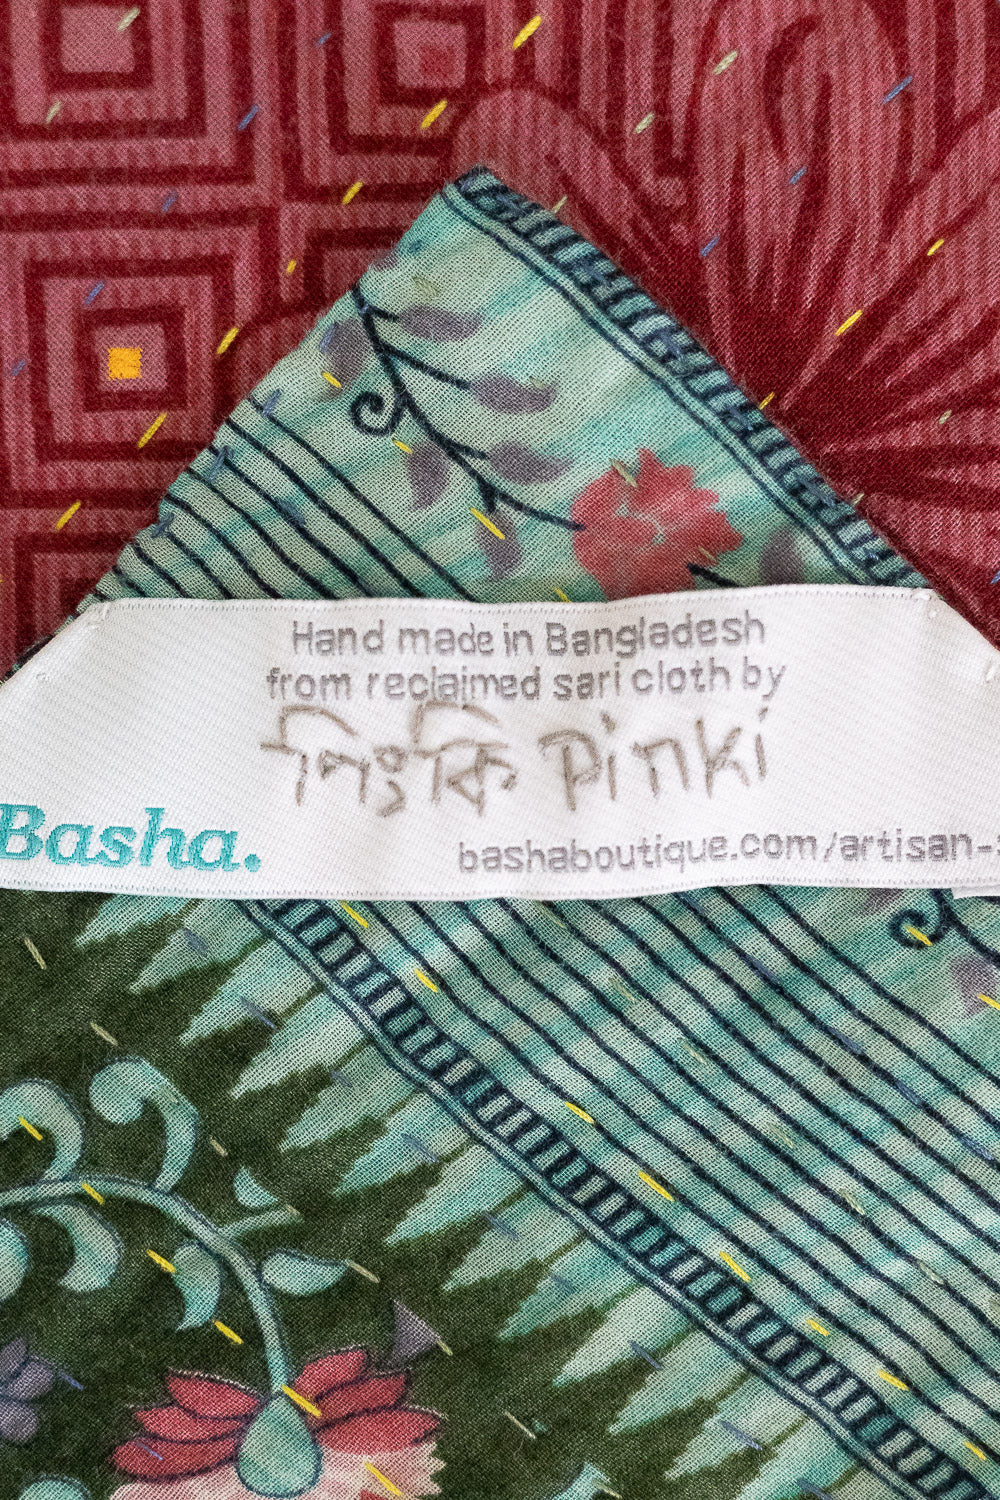 Hand made in Bangladesh
from reclaimed sari cloth by
পিংকি Pinki
Basha.
bashaboutique.com/artisan-